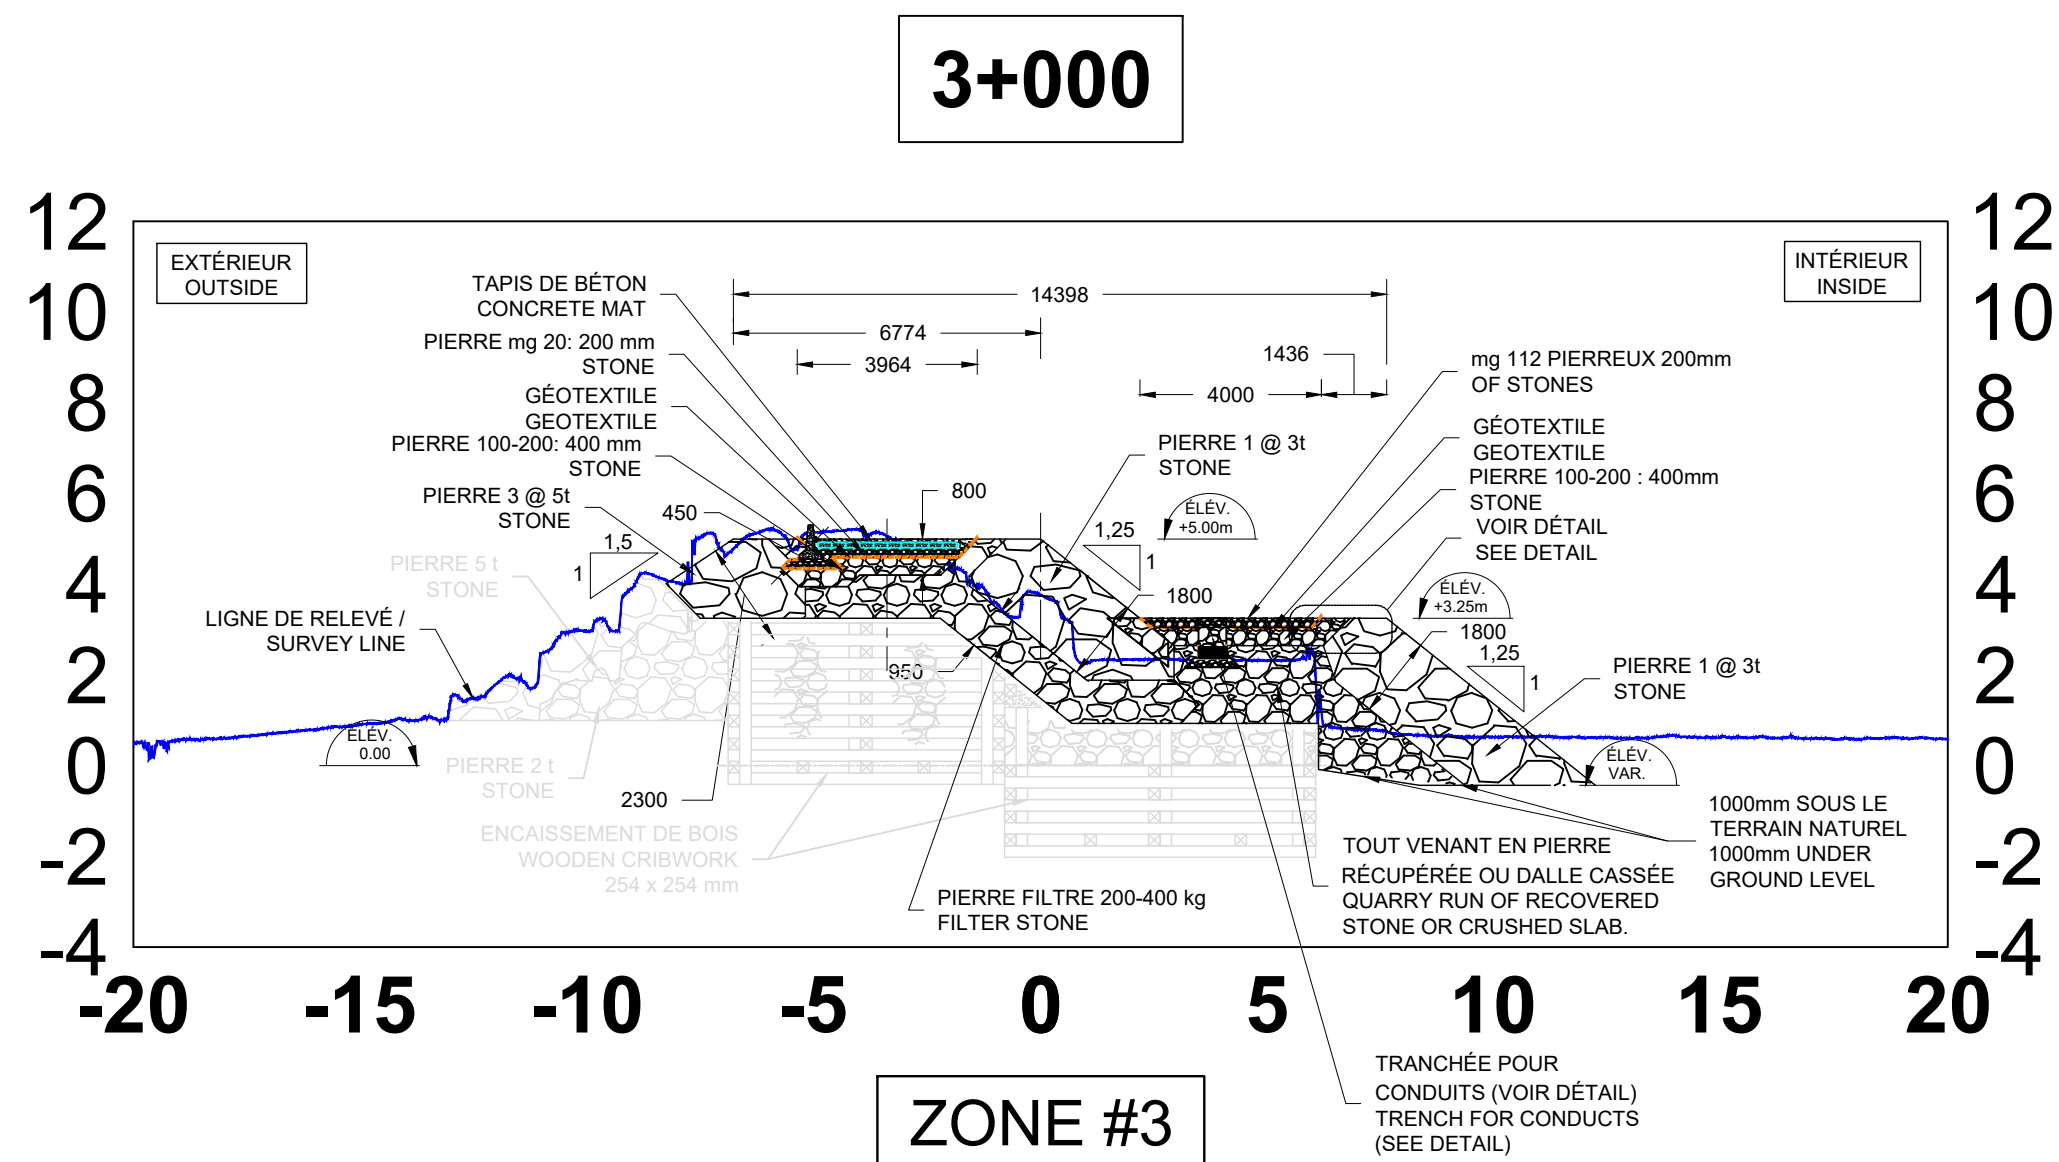 3+000
12
10
8
6
4
2
0
-2
-4
12
10
8
6
4
2
0
-2
-4
EXTÉRIEUR
OUTSIDE
INTÉRIEUR
INSIDE
TAPIS DE BÉTON
CONCRETE MAT
PIERRE mg 20: 200 mm
STONE
GÉOTEXTILE
GEOTEXTILE
PIERRE 100-200: 400 mm
STONE
PIERRE 3 @ 5t
STONE
450
1,5
1
PIERRE 5 t
STONE
LIGNE DE RELEVÉ /
SURVEY LINE
ÉLÉV.
0.00
PIERRE 2 t
STONE
2300
ENCAISSEMENT DE BOIS
WOODEN CRIBWORK
254 x 254 mm
14398
6774
3964
1436
4000
800
950
PIERRE 1 @ 3t
STONE
1,25
1
ÉLÉV.
+5.00m
1800
mg 112 PIERREUX 200mm
OF STONES
GÉOTEXTILE
GEOTEXTILE
PIERRE 100-200 : 400mm
STONE
VOIR DÉTAIL
SEE DETAIL
ÉLÉV.
+3.25m
1800
1,25
1
PIERRE 1 @ 3t
STONE
ÉLÉV.
VAR.
1000mm SOUS LE
TERRAIN NATUREL
1000mm UNDER
GROUND LEVEL
TOUT VENANT EN PIERRE
RÉCUPÉRÉE OU DALLE CASSÉE
QUARRY RUN OF RECOVERED
STONE OR CRUSHED SLAB.
PIERRE FILTRE 200-400 kg
FILTER STONE
-20
-15
-10
-5
0
5
10
15
20
TRANCHÉE POUR
CONDUITS (VOIR DÉTAIL)
TRENCH FOR CONDUCTS
(SEE DETAIL)
ZONE #3